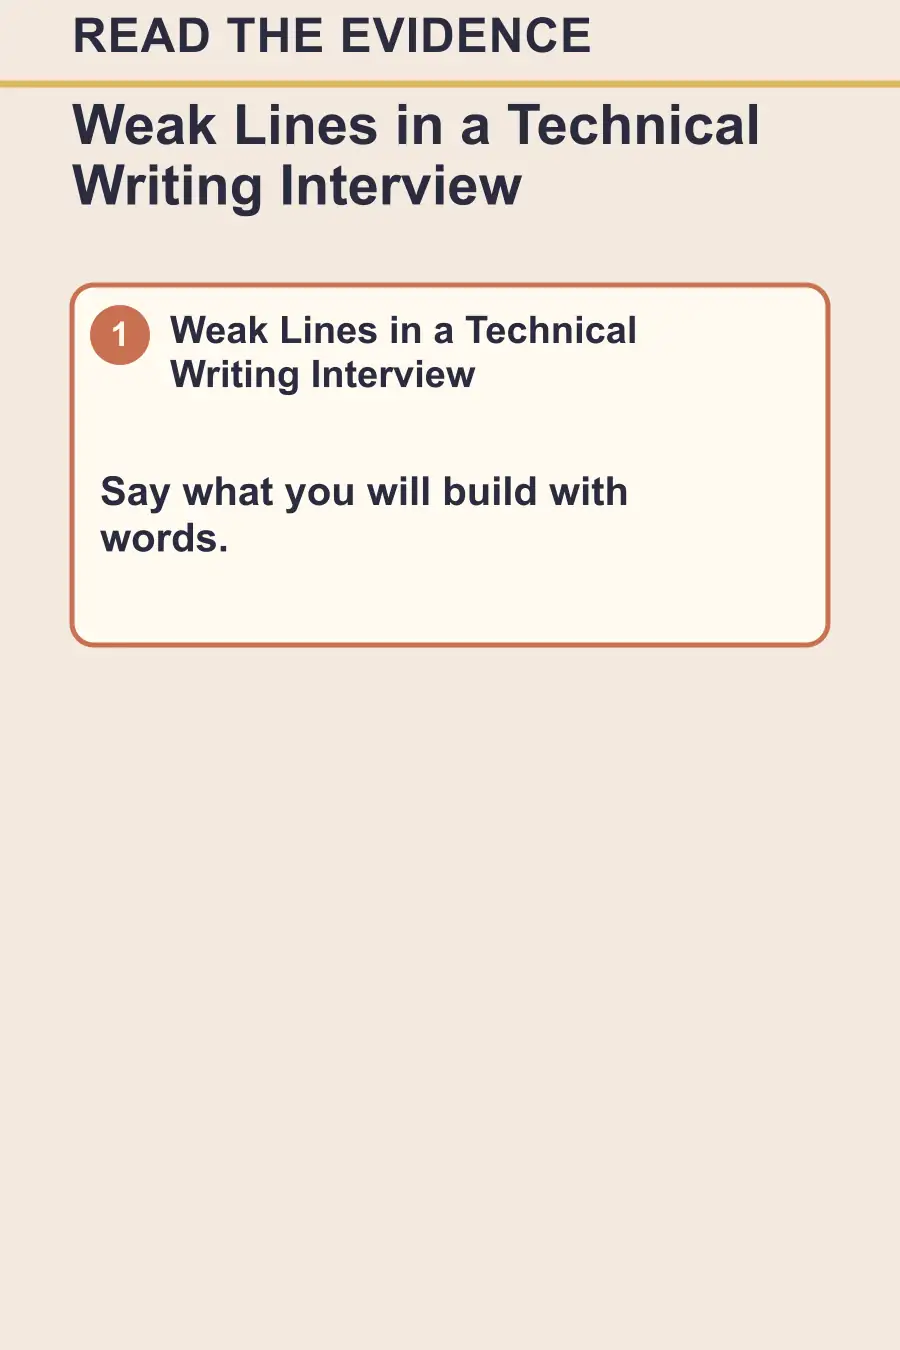 READ THE EVIDENCE
Weak Lines in a Technical
Writing Interview
1
Weak Lines in a Technical
Writing Interview
Say what you will build with
words.